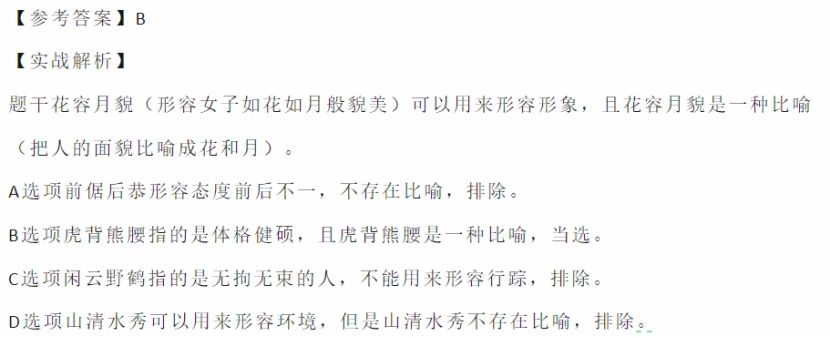 【参考答案】B
【实战解析】
题干花容月貌（形容女子如花如月般貌美）可以用来形容形象，且花容月貌是一种比喻
（把人的面貌比喻成花和月）。
A选项前倨后恭形容态度前后不一，不存在比喻，排除。
B选项虎背熊腰指的是体格健硕，且虎背熊腰是一种比喻，当选。
C选项闲云野鹤指的是无拘无束的人，不能用来形容行踪，排除。
D选项山清水秀可以用来形容环境，但是山清水秀不存在比喻，排除。